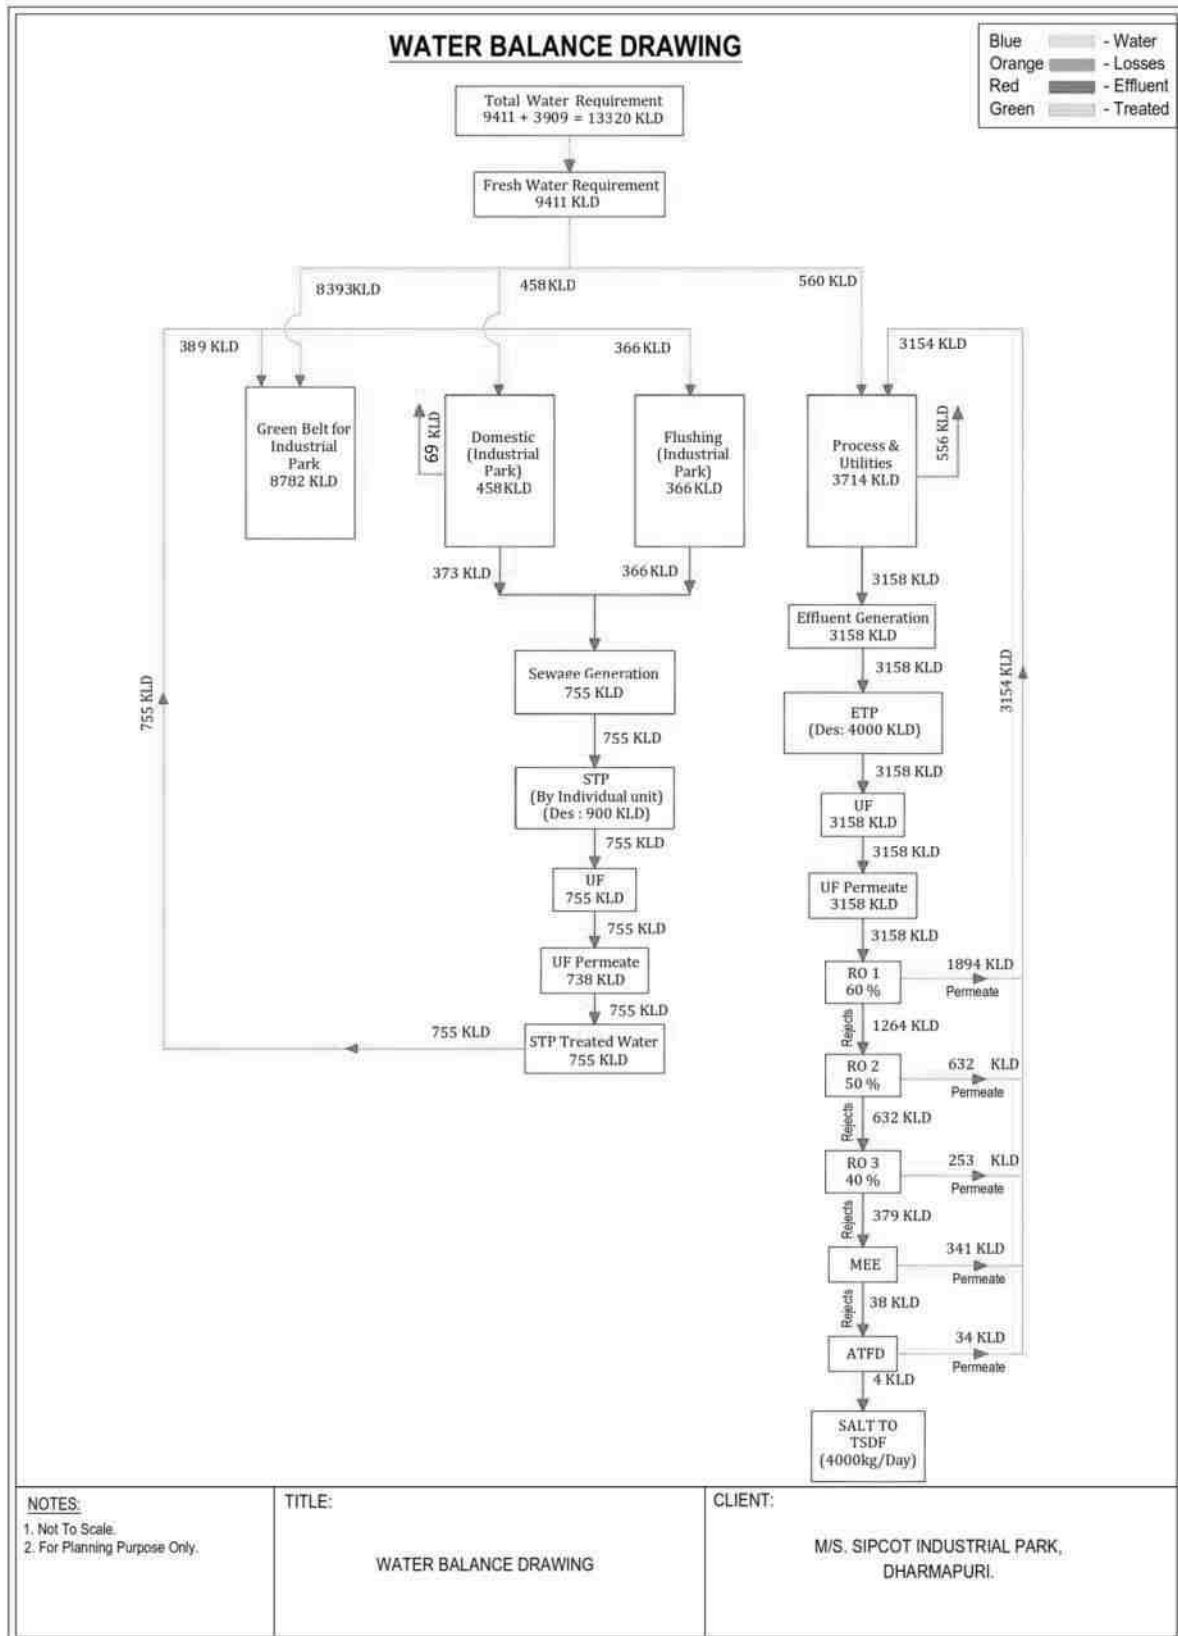 WATER BALANCE DRAWING
Blue - Water
Orange - Losses
Red - Effluent
Green - Treated
Total Water Requirement
9411 + 3909 = 13320 KLD
Fresh Water Requirement
9411 KLD
8393KLD
458KLD
560 KLD
389 KLD
366 KLD
3154 KLD
Green Belt for
Industrial
Park
8782 KLD
69 KLD
Domestic
(Industrial
Park)
458KLD
Flushing
(Industrial
Park)
366KLD
Process &
Utilities
3714 KLD
556 KLD
373 KLD
366KLD
3158 KLD
Effluent Generation
3158 KLD
3158 KLD
Sewage Generation
755 KLD
755 KLD
ETP
(Des: 4000 KLD)
3158 KLD
STP
(By Individual unit)
(Des : 900 KLD)
755 KLD
UF
3158 KLD
3158 KLD
UF
755 KLD
755 KLD
UF Permeate
3158 KLD
3158 KLD
UF Permeate
738 KLD
755 KLD
STP Treated Water
755 KLD
755 KLD
755 KLD
3154 KLD
RO 1
60 %
1894 KLD
Permeate
Rejects
1264 KLD
RO 2
50 %
632 KLD
Permeate
Rejects
632 KLD
RO 3
40 %
253 KLD
Permeate
Rejects
379 KLD
MEE
341 KLD
Permeate
Rejects
38 KLD
ATFD
34 KLD
Permeate
4 KLD
SALT TO
TSDF
(4000kg/Day)
NOTES:
1. Not To Scale.
2. For Planning Purpose Only.
TITLE:
WATER BALANCE DRAWING
CLIENT:
M/S. SIPCOT INDUSTRIAL PARK,
DHARMAPURI.